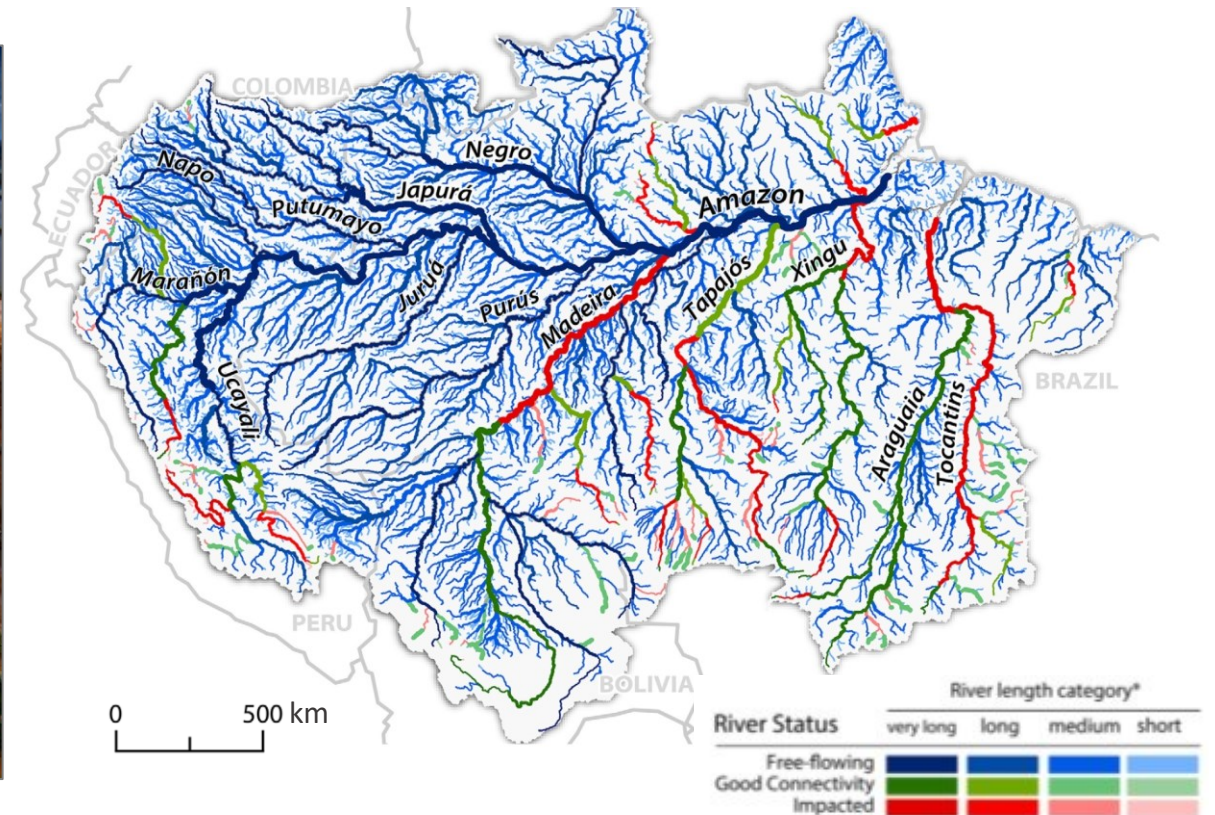 COLOMBIA
ECUADOR
Negro
Napo
Japurá
Putumayo
Amazon
Marañón
Juruá
Purús
Madeira
Tapajós
Xingu
Ucayali
Araguaia
Tocantins
BRAZIL
PERU
BOLIVIA
0 500 km
River length category*
River Status very long long medium short
Free-flowing
Good Connectivity
Impacted